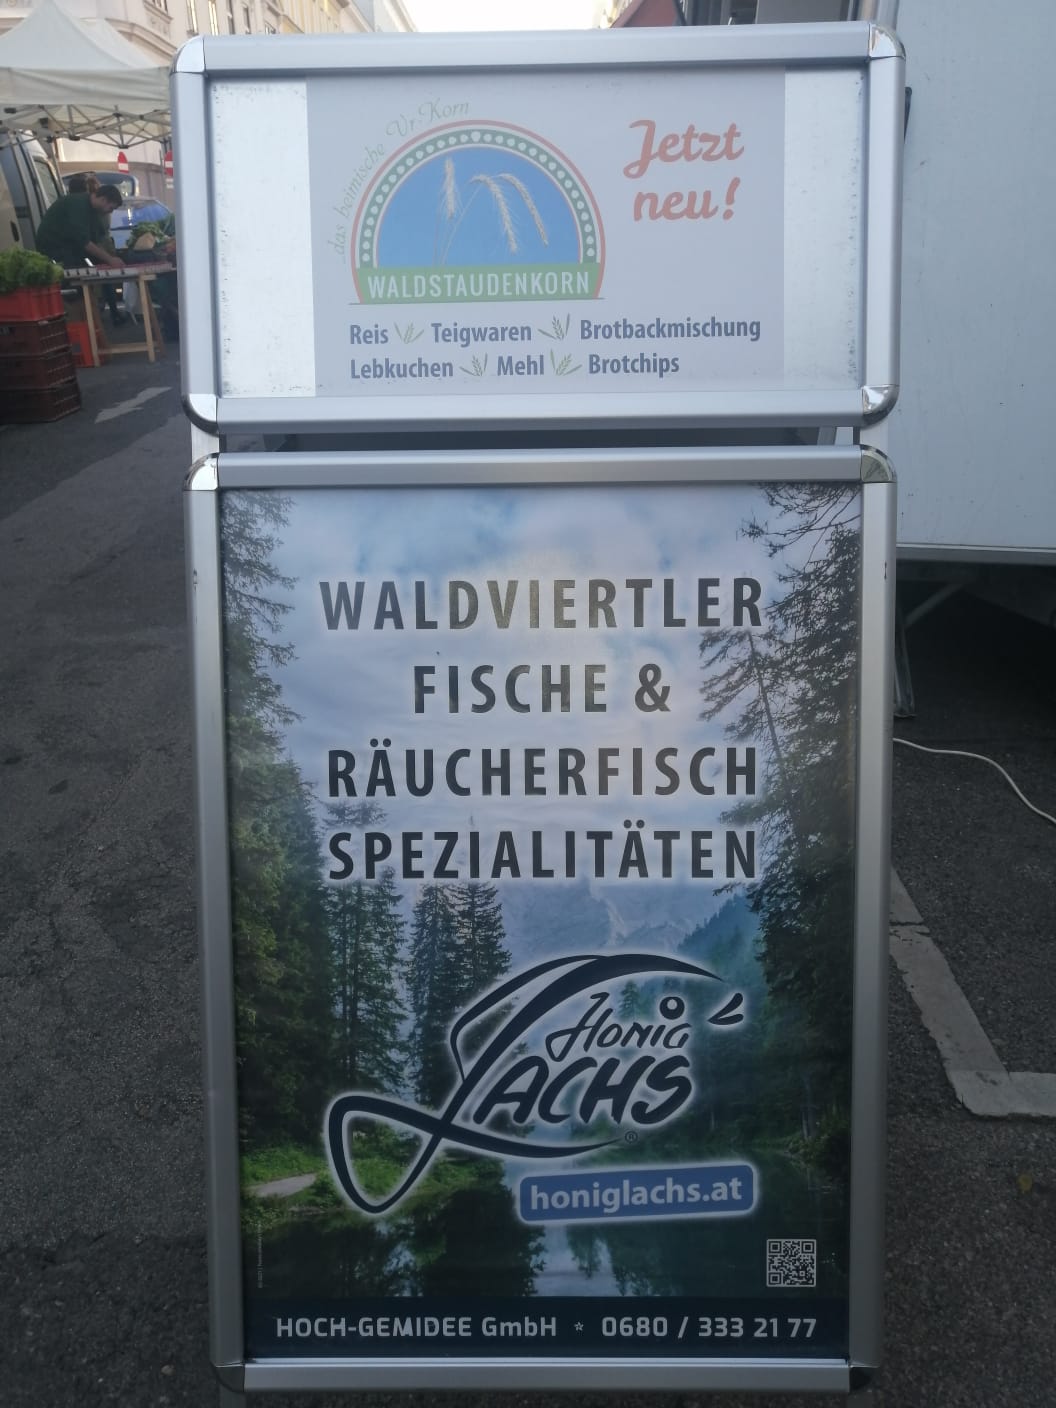 das heimische Ur-Korn
Jetzt
neu!
WALDSTAUDENKORN
Reis Teigwaren Brotbackmischung
Lebkuchen Mehl Brotchips
WALDVIERTLER
FISCHE &
RÄUCHERFISCH
SPEZIALITÄTEN
Honig
LACHS
®
honiglachs.at
HOCH-GEMIDEE GmbH ☆ 0680 / 333 21 77